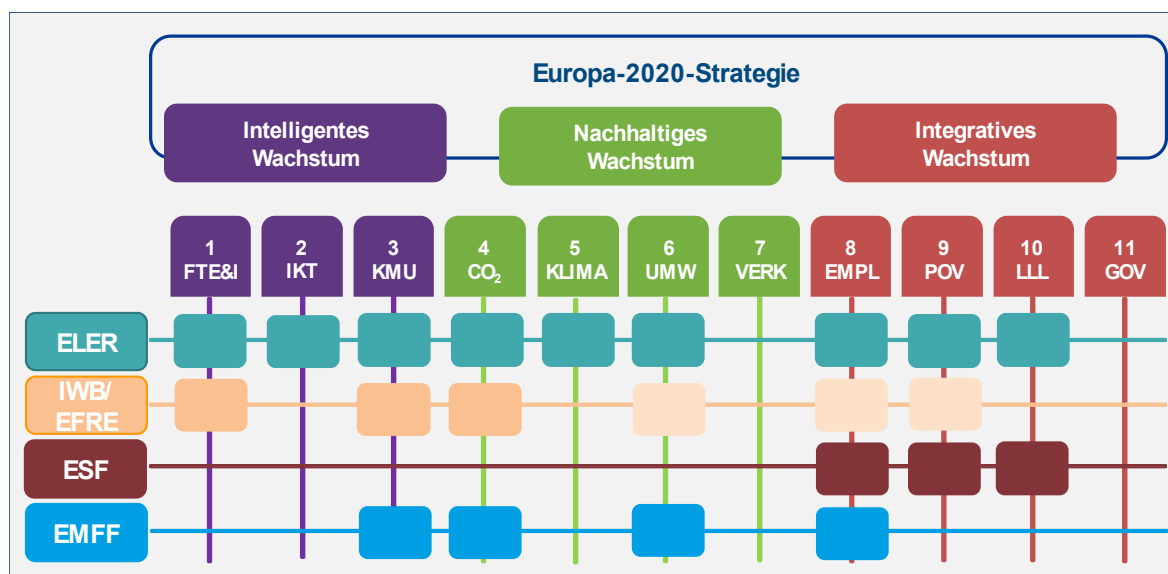 Europa-2020-Strategie
Intelligentes
Wachstum
Nachhaltiges
Wachstum
Integratives
Wachstum
1
FTE&I
2
IKT
3
KMU
4
CO₂
5
KLIMA
6
UMW
7
VERK
8
EMPL
9
POV
10
LLL
11
GOV
ELER
IWB/
EFRE
ESF
EMFF